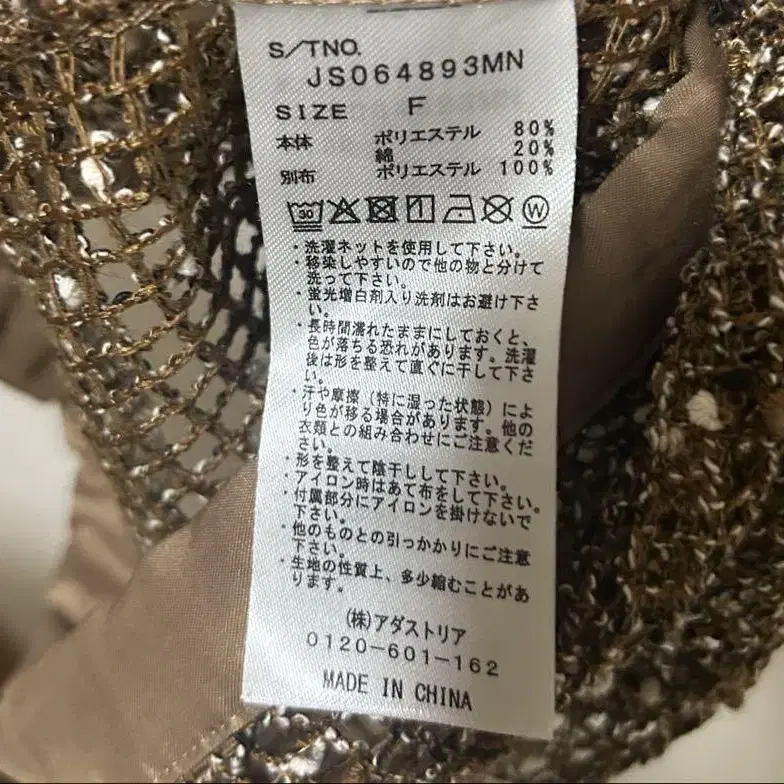 S/TNO.
JS064893MN
SIZE F
本体 ポリエステル 80%
綿 20%
別布 ポリエステル 100%
30 W
・洗濯ネットを使用して下さい。
・移染しやすいので他の物と分けて
洗って下さい。
・蛍光増白剤入り洗剤はお避け下さ
い。
・長時間濡れたままにしておくと、
色が落ちる恐れがあります。洗濯
後は形を整えて直ぐに干して下さ
い。
・汗や摩擦（特に湿った状態）によ
り色が移る場合があります。他の
衣類との組み合わせにご注意くだ
さい。
・形を整えて陰干しして下さい。
・アイロン時はあて布をして下さい。
・付属部分にアイロンを掛けないで
下さい。
・他のものとの引っかかりにご注意
下さい。
・生地の性質上、多少縮むことがあ
ります。
(株)アダストリア
0120-601-162
MADE IN CHINA